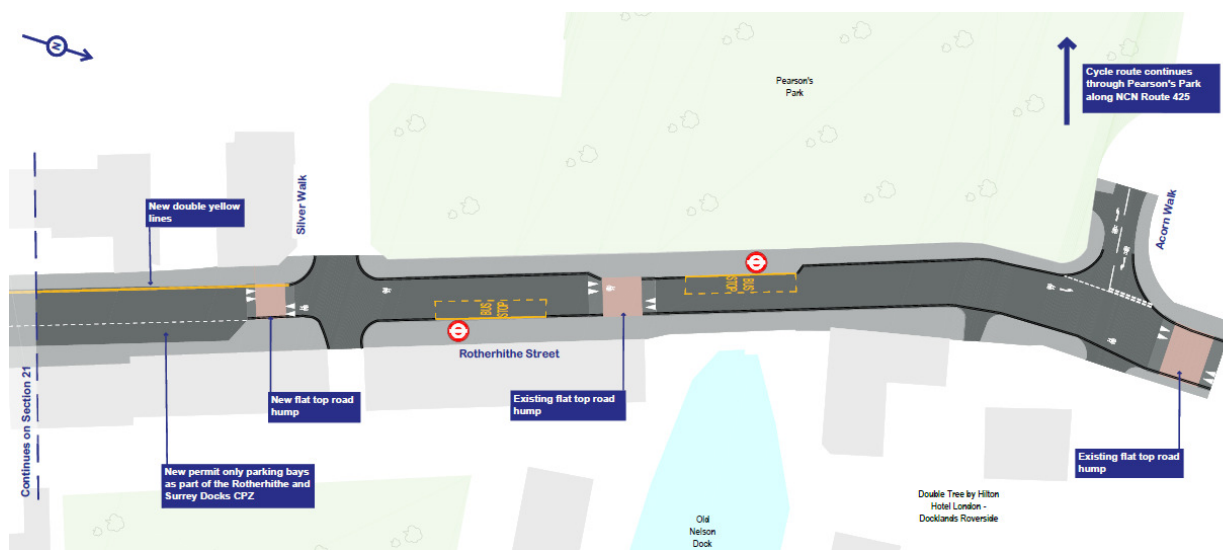 N
Pearson's
Park
Cycle route continues
through Pearson's Park
along NCN Route 425
Continues on Section 21
New double yellow
lines
Silver Walk
Acorn Walk
BUS
STOP
BUS
STOP
Rotherhithe Street
New flat top road
hump
Existing flat top road
hump
New permit only parking bays
as part of the Rotherhithe and
Surrey Docks CPZ
Existing flat top road
hump
Double Tree by Hilton
Hotel London -
Docklands Roverside
Old
Nelson
Dock